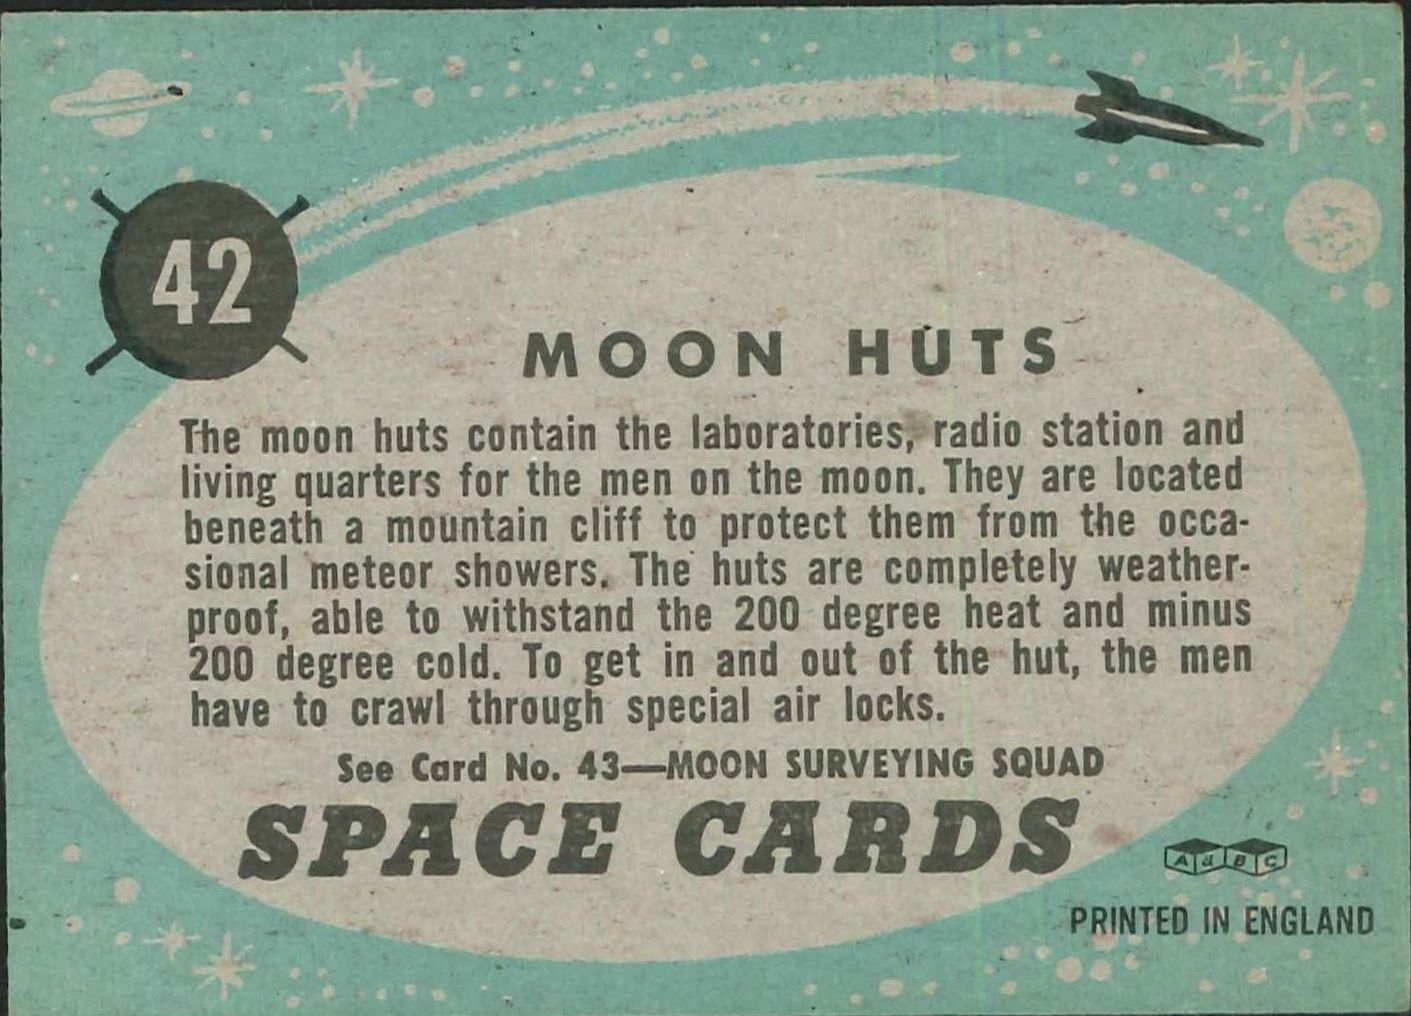 42
MOON HUTS
The moon huts contain the laboratories, radio station and
living quarters for the men on the moon. They are located
beneath a mountain cliff to protect them from the occa-
sional meteor showers. The huts are completely weather-
proof, able to withstand the 200 degree heat and minus
200 degree cold. To get in and out of the hut, the men
have to crawl through special air locks.
See Card No. 43—MOON SURVEYING SQUAD
SPACE CARDS
A & B C
PRINTED IN ENGLAND